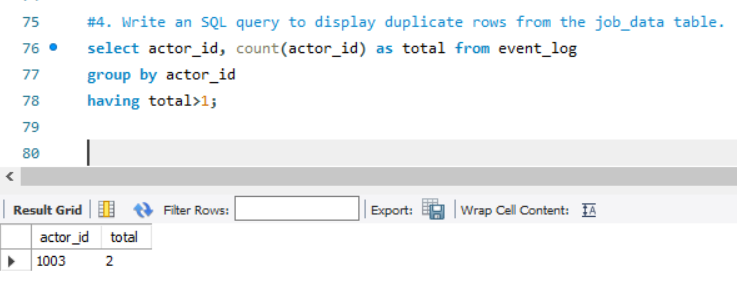 75 #4. Write an SQL query to display duplicate rows from the job_data table.
76 select actor_id, count(actor_id) as total from event_log
77 group by actor_id
78 having total>1;
79
80
Result Grid Filter Rows: Export: Wrap Cell Content: IA
actor_id total
1003 2